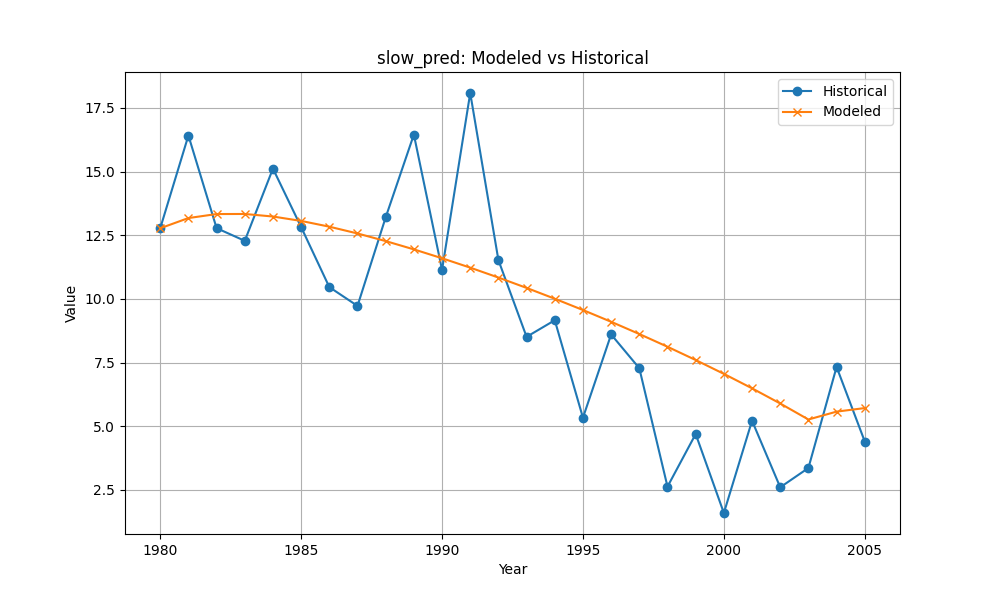 slow_pred: Modeled vs Historical
Historical
Modeled
Value
17.5
15.0
12.5
10.0
7.5
5.0
2.5
1980
1985
1990
1995
2000
2005
Year